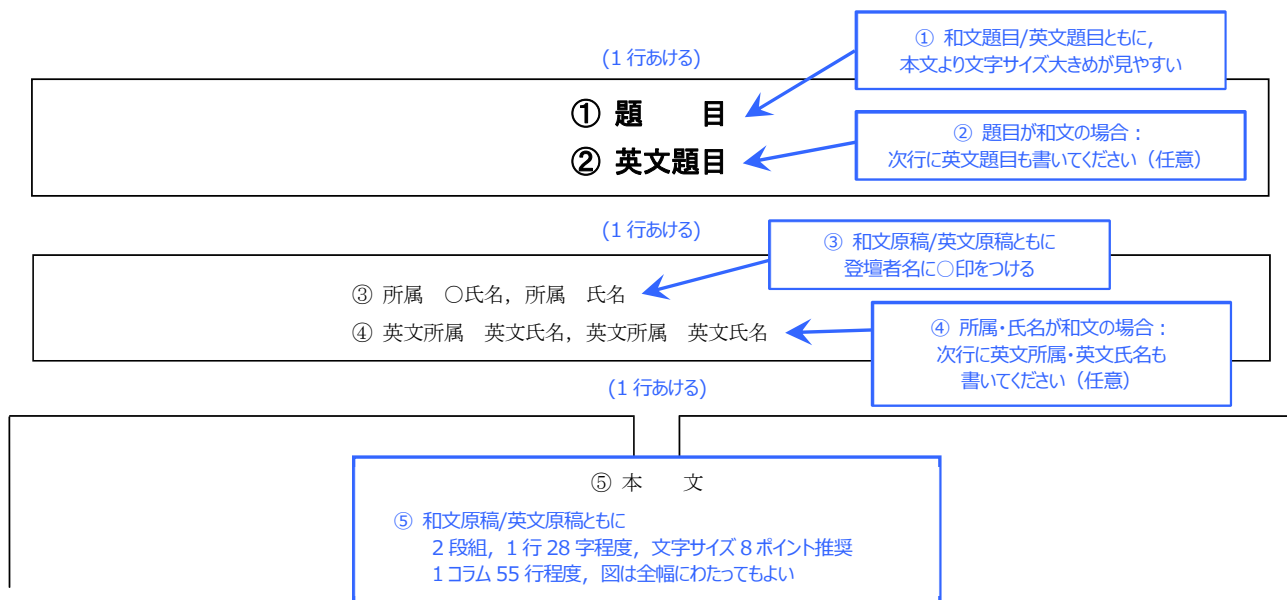 (1 行あける)
① 和文題目/英文題目ともに,
本文より文字サイズ大きめが見やすい
① 題　　目
② 英文題目
② 題目が和文の場合：
次行に英文題目も書いてください（任意）
(1 行あける)
③ 和文原稿/英文原稿ともに
登壇者名に○印をつける
③ 所属　○氏名，所属　氏名
④ 英文所属　英文氏名，英文所属　英文氏名
④ 所属・氏名が和文の場合：
次行に英文所属・英文氏名も
書いてください（任意）
(1 行あける)
⑤ 本　　文
⑤ 和文原稿/英文原稿ともに
2 段組，1 行 28 字程度，文字サイズ 8 ポイント推奨
1 コラム 55 行程度，図は全幅にわたってもよい